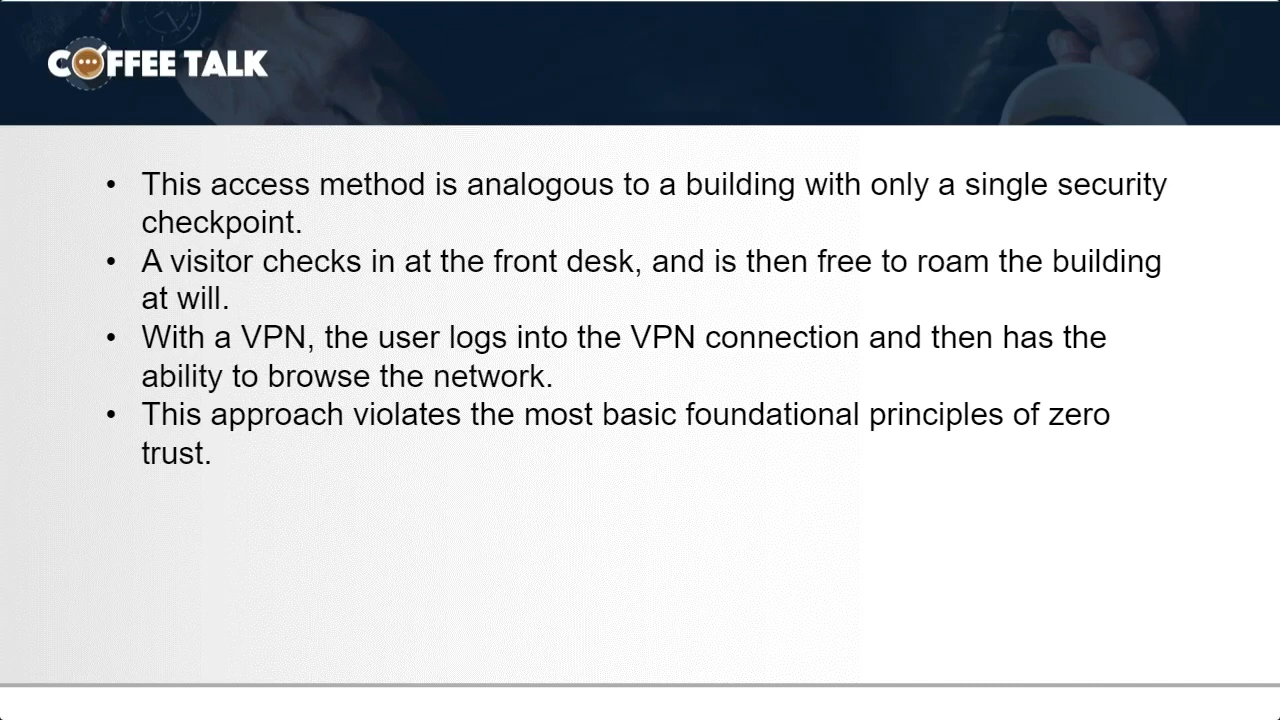 COFFEE TALK
• This access method is analogous to a building with only a single security
checkpoint.
• A visitor checks in at the front desk, and is then free to roam the building
at will.
• With a VPN, the user logs into the VPN connection and then has the
ability to browse the network.
• This approach violates the most basic foundational principles of zero
trust.